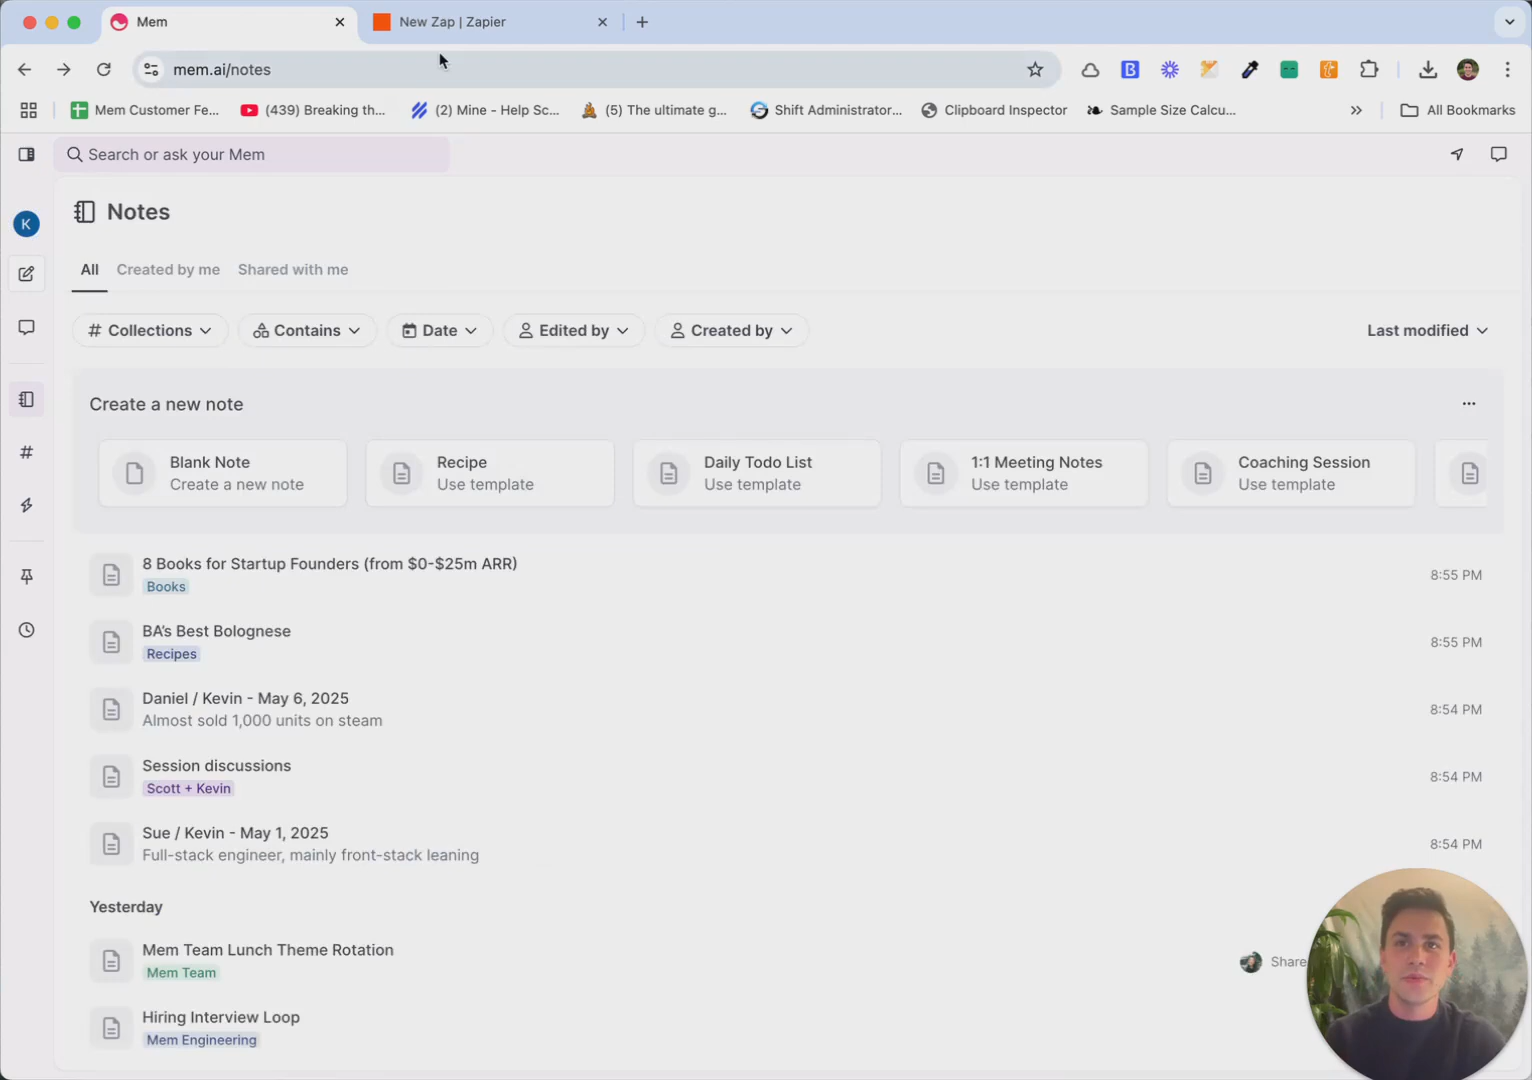 Mem
New Zap | Zapier
mem.ai/notes
Mem Customer Fe...
(439) Breaking th...
(2) Mine - Help Sc...
(5) The ultimate g...
Shift Administrator...
Clipboard Inspector
Sample Size Calcu...
All Bookmarks
Search or ask your Mem
K
Notes
All
Created by me
Shared with me
# Collections
Contains
Date
Edited by
Created by
Last modified
Create a new note
Blank Note
Create a new note
Recipe
Use template
Daily Todo List
Use template
1:1 Meeting Notes
Use template
Coaching Session
Use template
8 Books for Startup Founders (from $0-$25m ARR)
Books
8:55 PM
BA's Best Bolognese
Recipes
8:55 PM
Daniel / Kevin - May 6, 2025
Almost sold 1,000 units on steam
8:54 PM
Session discussions
Scott + Kevin
8:54 PM
Sue / Kevin - May 1, 2025
Full-stack engineer, mainly front-stack leaning
8:54 PM
Yesterday
Mem Team Lunch Theme Rotation
Mem Team
Share
Hiring Interview Loop
Mem Engineering